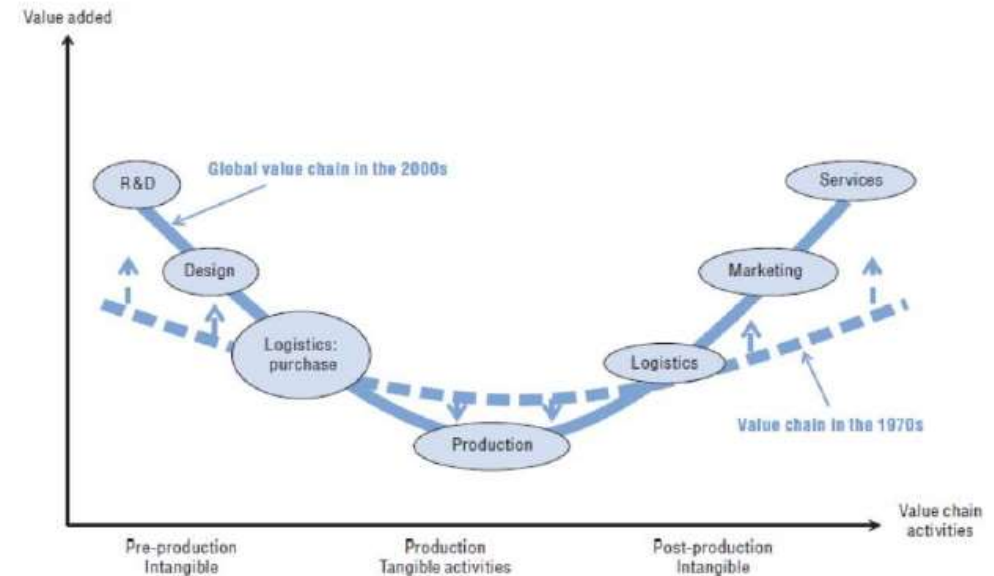 Value added
Global value chain in the 2000s
R&D
Services
Design
Marketing
Logistics:
purchase
Logistics
Value chain in the 1970s
Production
Value chain
activities
Pre-production
Intangible
Production
Tangible activities
Post-production
Intangible